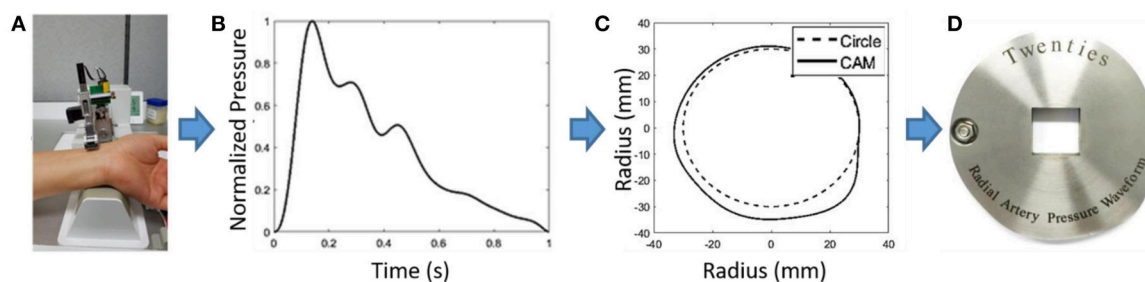 A
B
Normalized Pressure
1
0.8
0.6
0.4
0.2
0
0
0.2
0.4
0.6
0.8
1
Time (s)
C
Radius (mm)
40
30
20
10
0
-10
-20
-30
-40
-40
-20
0
20
40
Radius (mm)
Circle
CAM
D
Twenties
Radial Artery Pressure Waveform